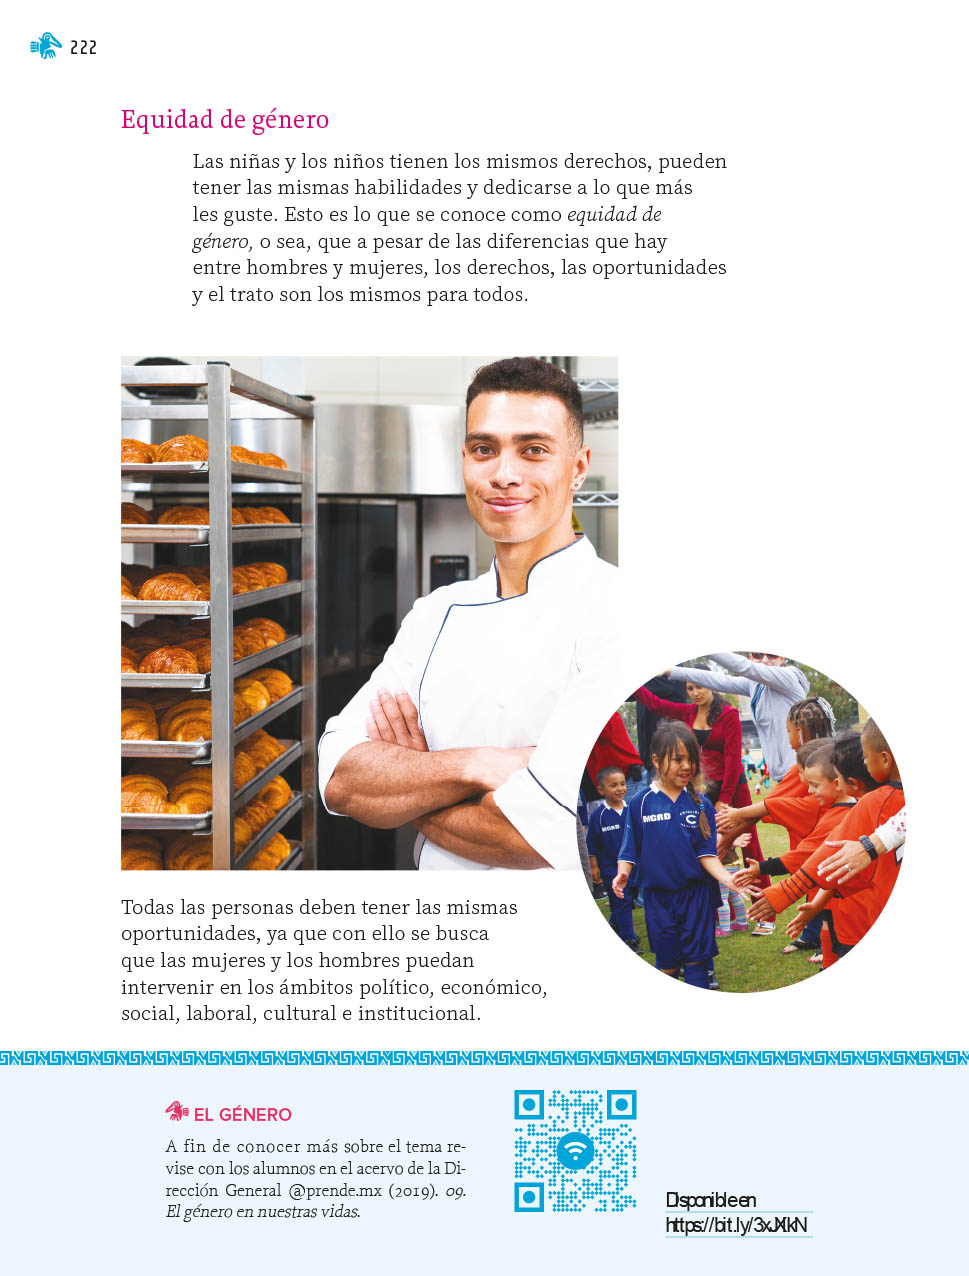 222
Equidad de género
Las niñas y los niños tienen los mismos derechos, pueden
tener las mismas habilidades y dedicarse a lo que más
les guste. Esto es lo que se conoce como equidad de
género, o sea, que a pesar de las diferencias que hay
entre hombres y mujeres, los derechos, las oportunidades
y el trato son los mismos para todos.
MCRD
MCRD
C
Todas las personas deben tener las mismas
oportunidades, ya que con ello se busca
que las mujeres y los hombres puedan
intervenir en los ámbitos político, económico,
social, laboral, cultural e institucional.
EL GÉNERO
A fin de conocer más sobre el tema re-
vise con los alumnos en el acervo de la Di-
rección General @prende.mx (2019). 09.
El género en nuestras vidas.
Disponible en